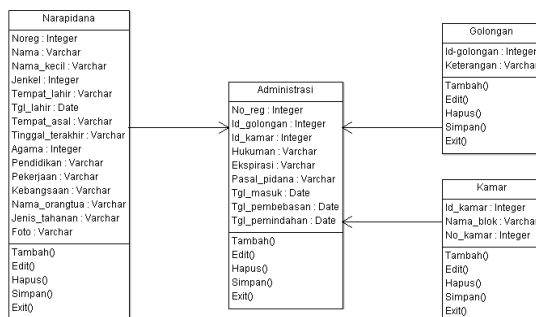 Narapidana
Noreg : Integer
Nama : Varchar
Nama_kecil : Varchar
Jenkel : Integer
Tempat_lahir : Varchar
Tgl_lahir : Date
Tempat_asal : Varchar
Tinggal_terakhir : Varchar
Agama : Integer
Pendidikan : Varchar
Pekerjaan : Varchar
Kebangsaan : Varchar
Nama_orangtua : Varchar
Jenis_tahanan : Varchar
Foto : Varchar
Tambah()
Edit()
Hapus()
Simpan()
Exit()
Administrasi
No_reg : Integer
Id_golongan : Integer
Id_kamar : Integer
Hukuman : Varchar
Ekspirasi : Varchar
Pasal_pidana : Varchar
Tgl_masuk : Date
Tgl_pembebasan : Date
Tgl_pemindahan : Date
Tambah()
Edit()
Hapus()
Simpan()
Exit()
Golongan
Id-golongan : Integer
Keterangan : Varchar
Tambah()
Edit()
Hapus()
Simpan()
Exit()
Kamar
Id_kamar : Integer
Nama_blok : Varchar
No_kamar : Integer
Tambah()
Edit()
Hapus()
Simpan()
Exit()